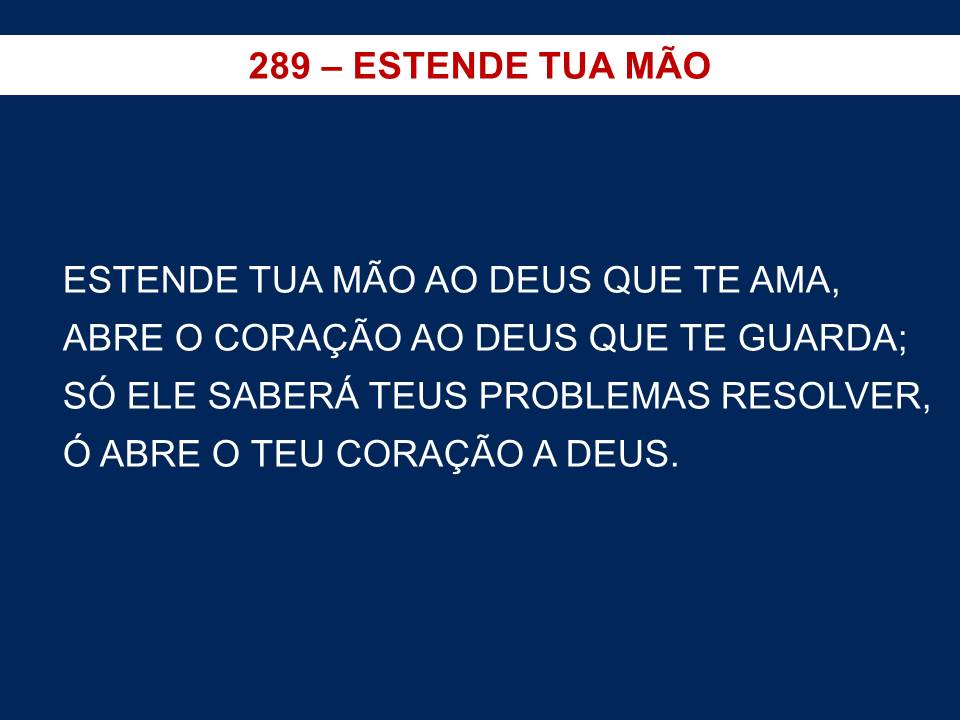 289 – ESTENDE TUA MÃO
ESTENDE TUA MÃO AO DEUS QUE TE AMA,
ABRE O CORAÇÃO AO DEUS QUE TE GUARDA;
SÓ ELE SABERÁ TEUS PROBLEMAS RESOLVER,
Ó ABRE O TEU CORAÇÃO A DEUS.